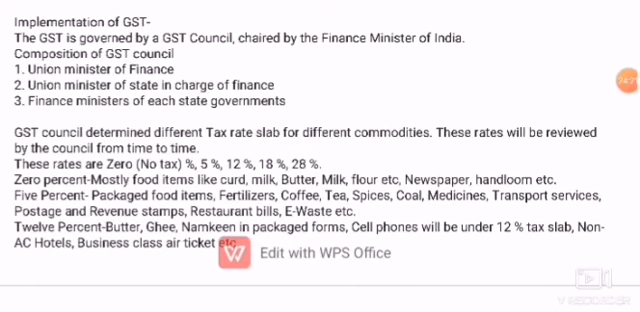 Implementation of GST-
The GST is governed by a GST Council, chaired by the Finance Minister of India.
Composition of GST council
1. Union minister of Finance
2. Union minister of state in charge of finance
3. Finance ministers of each state governments
GST council determined different Tax rate slab for different commodities. These rates will be reviewed
by the council from time to time.
These rates are Zero (No tax) %, 5 %, 12 %, 18 %, 28 %.
Zero percent-Mostly food items like curd, milk, Butter, Milk, flour etc, Newspaper, handloom etc.
Five Percent- Packaged food items, Fertilizers, Coffee, Tea, Spices, Coal, Medicines, Transport services,
Postage and Revenue stamps, Restaurant bills, E-Waste etc.
Twelve Percent-Butter, Ghee, Namkeen in packaged forms, Cell phones will be under 12 % tax slab, Non-
AC Hotels, Business class air ticket etc
Edit with WPS Office
V RECORDER